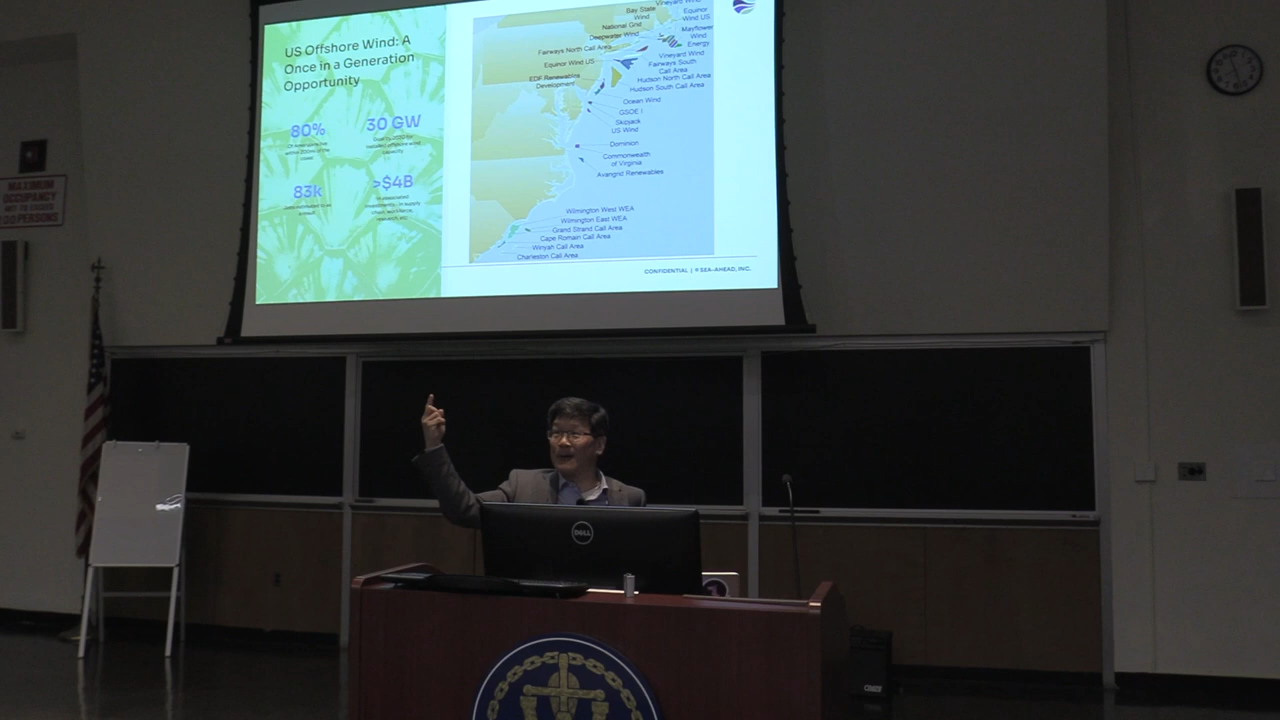 US Offshore Wind: A
Once in a Generation
Opportunity
80%
30 GW
83k
>$4B
Vineyard Wind
Bay State
Wind
Equinor
Wind US
National Grid
Deepwater Wind
Mayflower
Wind
Energy
Fairways North Call Area
Vineyard Wind
Equinor Wind US
Fairways South
Call Area
EDF Renewables
Development
Hudson North Call Area
Hudson South Call Area
Ocean Wind
GSOE I
Skipjack
US Wind
Dominion
Commonwealth
of Virginia
Avangrid Renewables
Wilmington West WEA
Wilmington East WEA
Grand Strand Call Area
Cape Romain Call Area
Winyah Call Area
Charleston Call Area
CONFIDENTIAL | © SEA-AHEAD, INC.
MAXIMUM
OCCUPANCY
PERSONS
DELL
CRATE